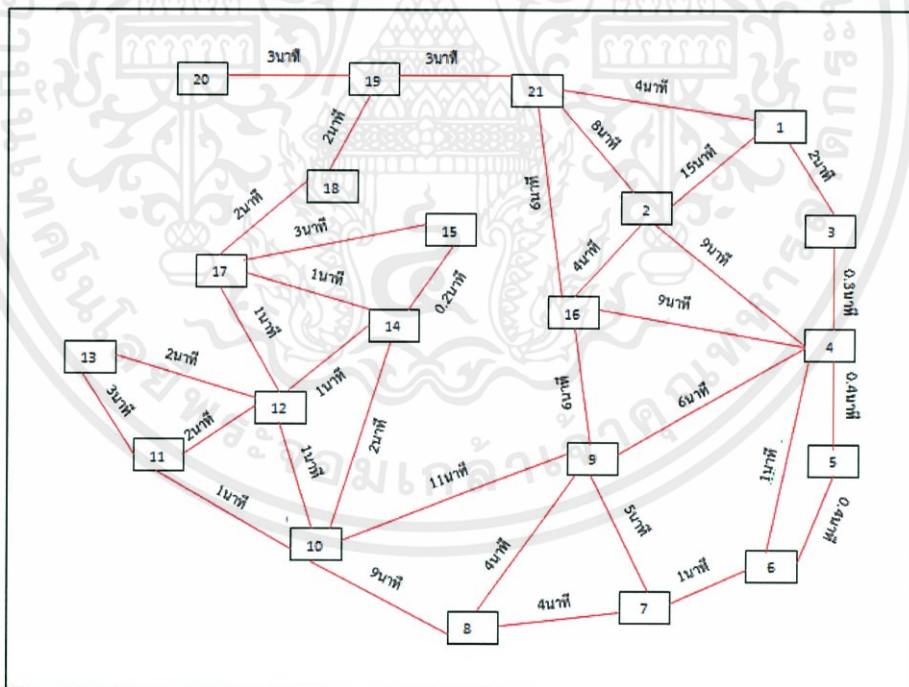 3นาที
3นาที
20
19
21
4นาที
1
2นาที
8นาที
15นาที
2นาที
18
2นาที
6นาที
2
3นาที
15
3
17
1นาที
4นาที
9นาที
0.2นาที
0.3นาที
16
9นาที
14
4
1นาที
13
2นาที
1นาที
6นาที
0.4นาที
12
6นาที
3นาที
2นาที
2นาที
11
1นาที
9
5
11นาที
1นาที
1นาที
10
5นาที
0.4นาที
4นาที
6
9นาที
1นาที
4นาที
7
8